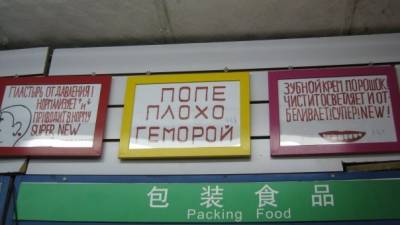 ПЛАСТЫРЬ ОТ ДАВЛЕНИЯ!
НОРМАЛИЗУЕТ "И"
ПРИВОДИТ В НОРМУ
SUPER NEW
ПОПЕ
ПЛОХО
ГЕМОРОЙ
ЗУБНОЙ КРЕМ ПОРОШОК
ЧИСТИТ ОСВЕТЛЯЕТ И ОТ
БЕЛИВАЕТ! СУПЕР! NEW!
包装食品
Packing Food